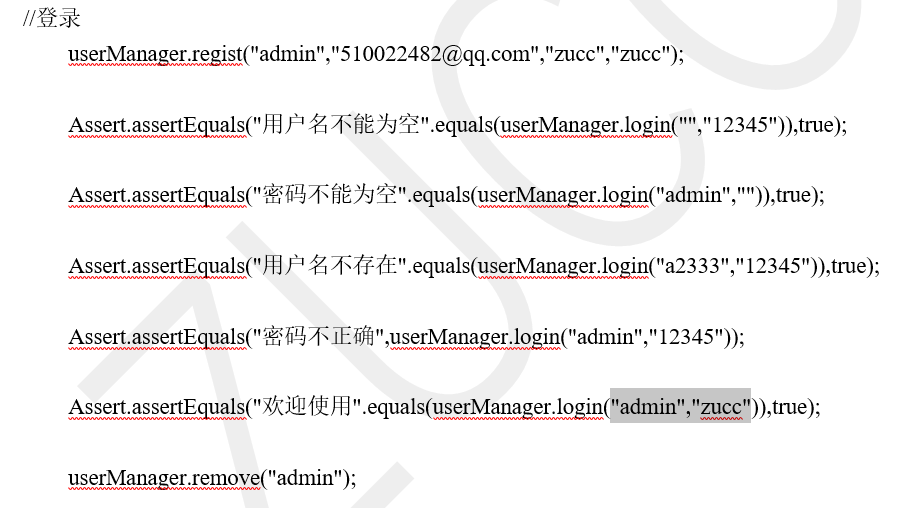 //登录
userManager.regist("admin","510022482@qq.com","zucc","zucc");
Assert.assertEquals("用户名不能为空".equals(userManager.login("","12345")),true);
Assert.assertEquals("密码不能为空".equals(userManager.login("admin","")),true);
Assert.assertEquals("用户名不存在".equals(userManager.login("a2333","12345")),true);
Assert.assertEquals("密码不正确",userManager.login("admin","12345"));
Assert.assertEquals("欢迎使用".equals(userManager.login("admin","zucc")),true);
userManager.remove("admin");
ZUCC